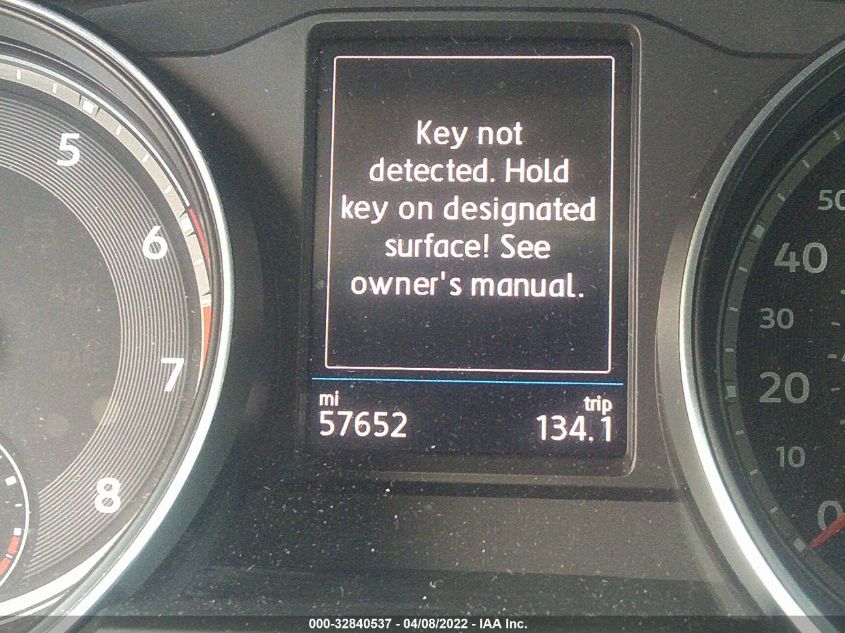 Key not
detected. Hold
key on designated
surface! See
owner's manual.
mi
57652
trip
134.1
5
6
7
8
50
40
30
20
10
0
000-32840537 - 04/08/2022 - IAA Inc.